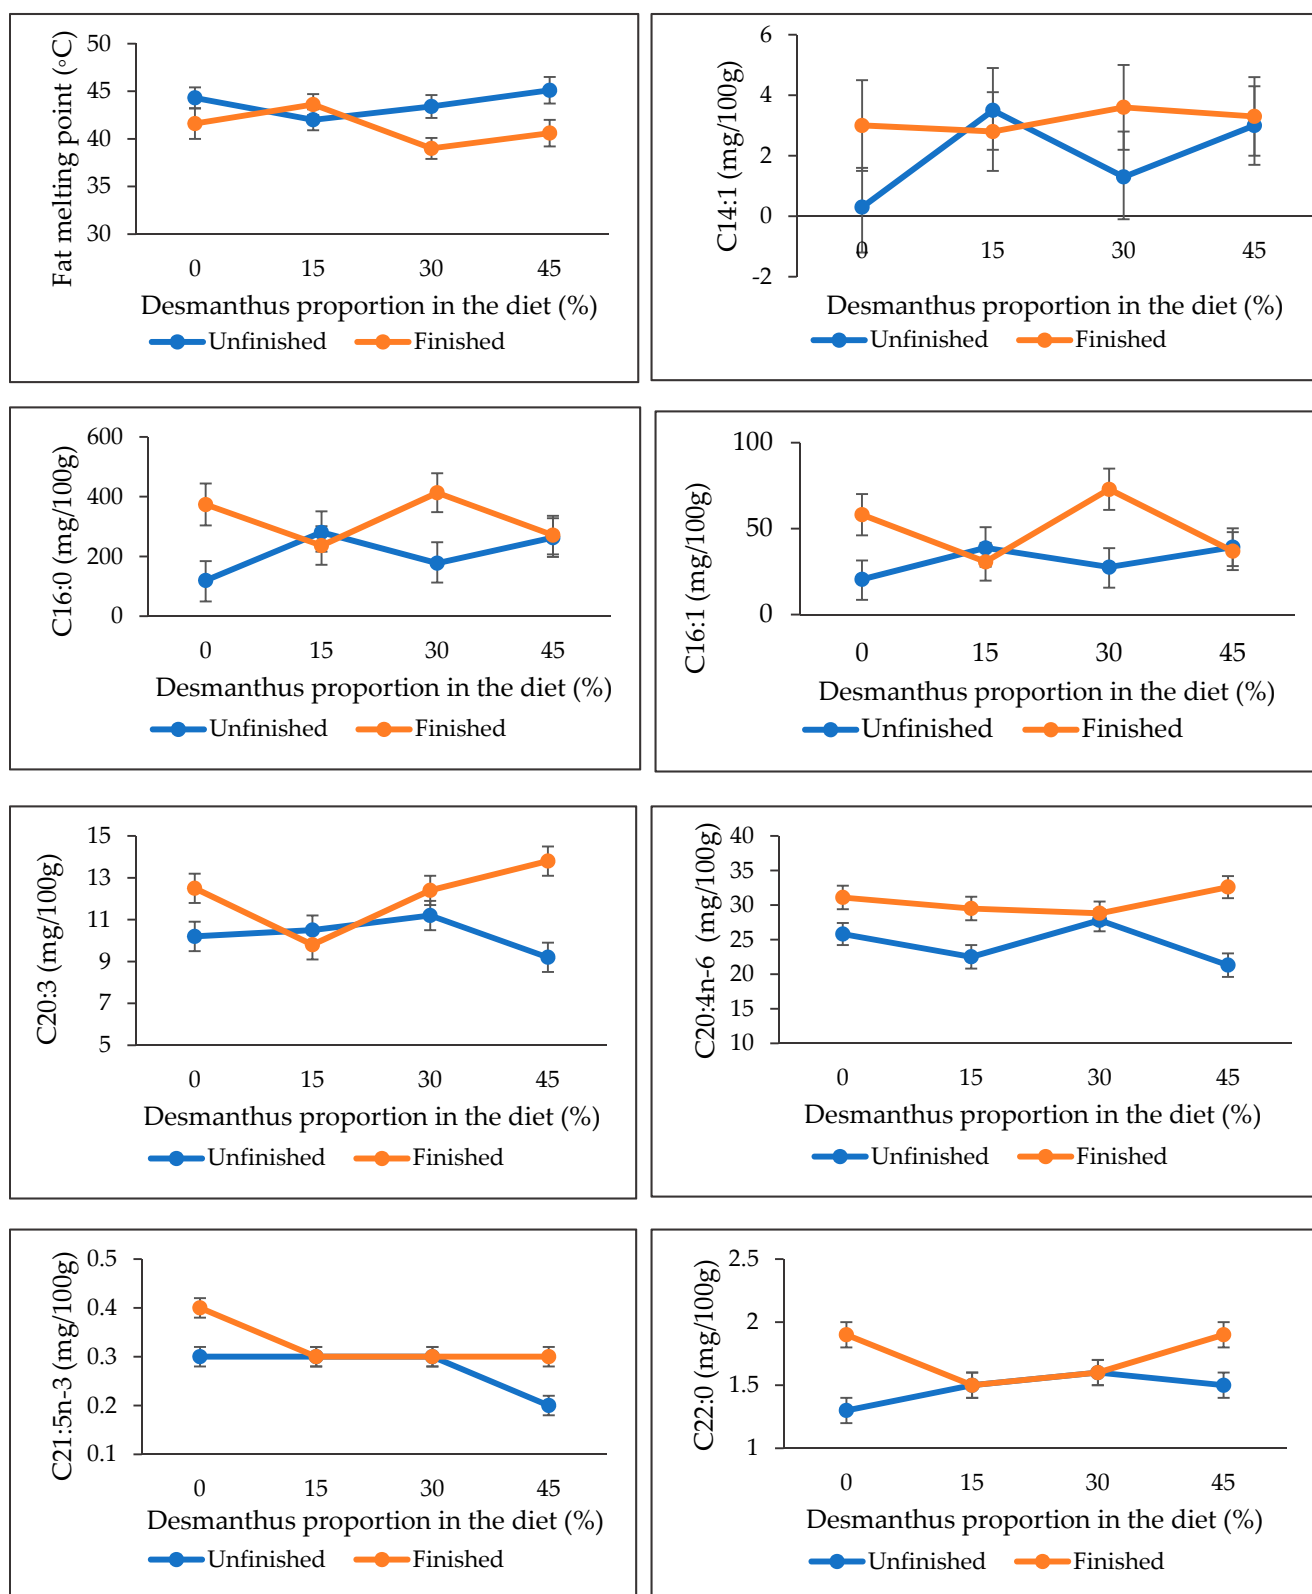 Fat melting point (°C)
50
45
40
35
30
0 15 30 45
Desmanthus proportion in the diet (%)
Unfinished Finished
C14:1 (mg/100g)
6
4
2
0
-2
0 15 30 45
Desmanthus proportion in the diet (%)
Unfinished Finished
C16:0 (mg/100g)
600
400
200
0
0 15 30 45
Desmanthus proportion in the diet (%)
Unfinished Finished
C16:1 (mg/100g)
100
50
0
0 15 30 45
Desmanthus proportion in the diet (%)
Unfinished Finished
C20:3 (mg/100g)
15
13
11
9
7
5
0 15 30 45
Desmanthus proportion in the diet (%)
Unfinished Finished
C20:4n-6 (mg/100g)
40
35
30
25
20
15
10
0 15 30 45
Desmanthus proportion in the diet (%)
Unfinished Finished
C21:5n-3 (mg/100g)
0.5
0.4
0.3
0.2
0.1
0 15 30 45
Desmanthus proportion in the diet (%)
Unfinished Finished
C22:0 (mg/100g)
2.5
2
1.5
1
0 15 30 45
Desmanthus proportion in the diet (%)
Unfinished Finished